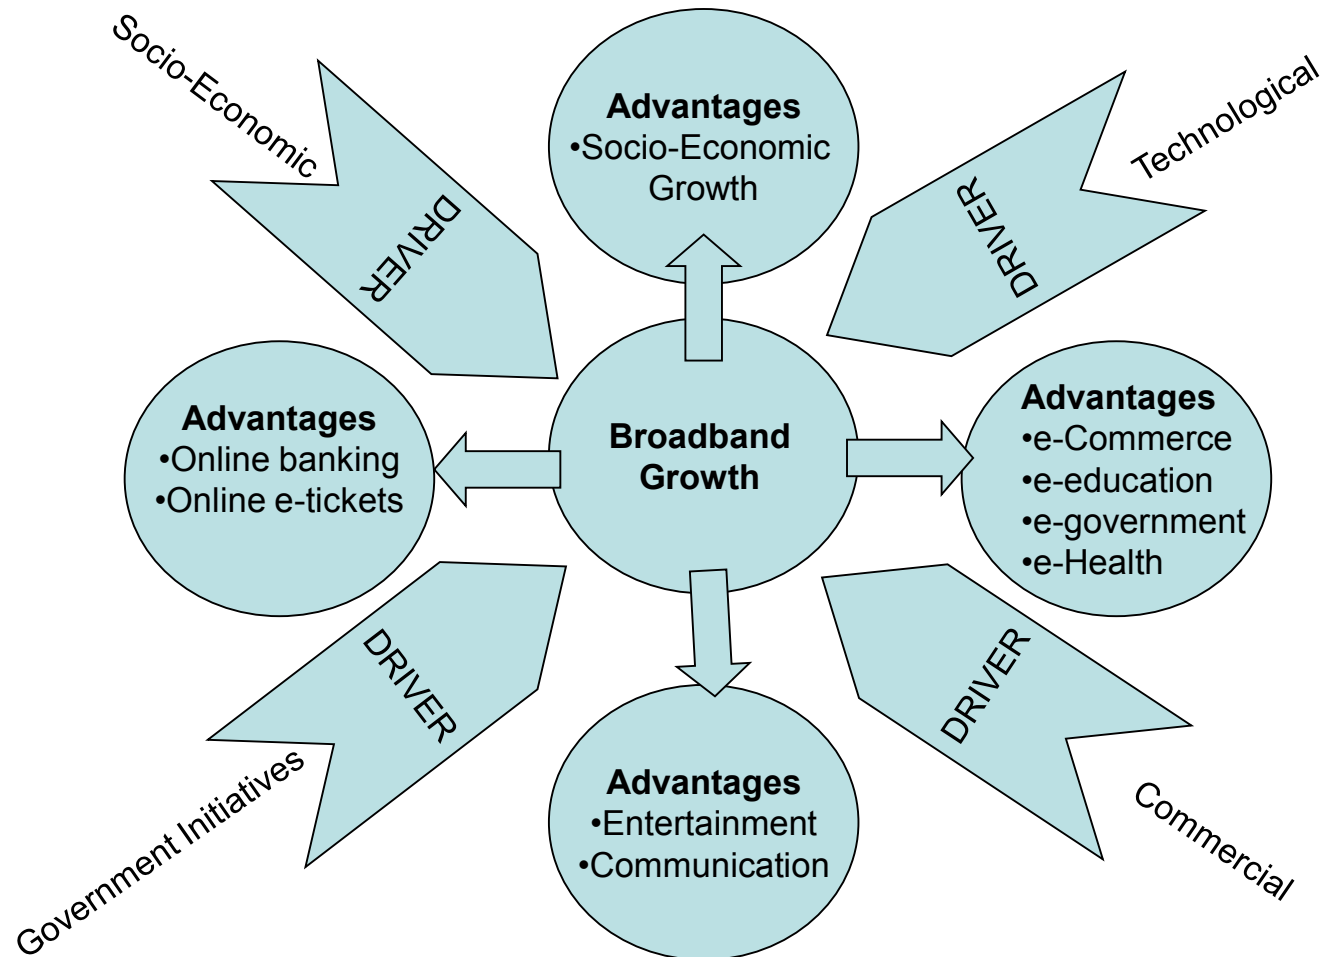 Socio-Economic
DRIVER
Advantages
•Socio-Economic
Growth
Technological
DRIVER
Advantages
•Online banking
•Online e-tickets
Broadband
Growth
Advantages
•e-Commerce
•e-education
•e-government
•e-Health
DRIVER
Government Initiatives
Advantages
•Entertainment
•Communication
DRIVER
Commercial